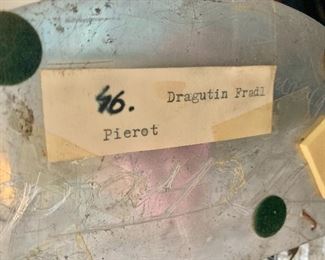 46. Dragutin Fradl
Pierot